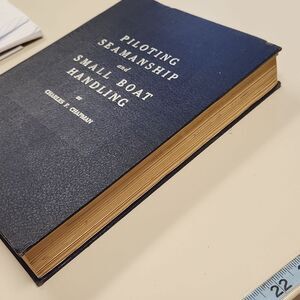 PILOTING
SEAMANSHIP
and
SMALL BOAT
HANDLING
BY
CHARLES F. CHAPMAN
22